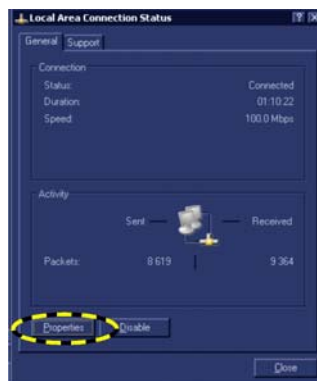 Local Area Connection Status
General Support
Connection
Status: Connected
Duration: 01:10:22
Speed: 100.0 Mbps
Activity
Sent Received
Packets: 8 619 9 364
Properties Disable
Close